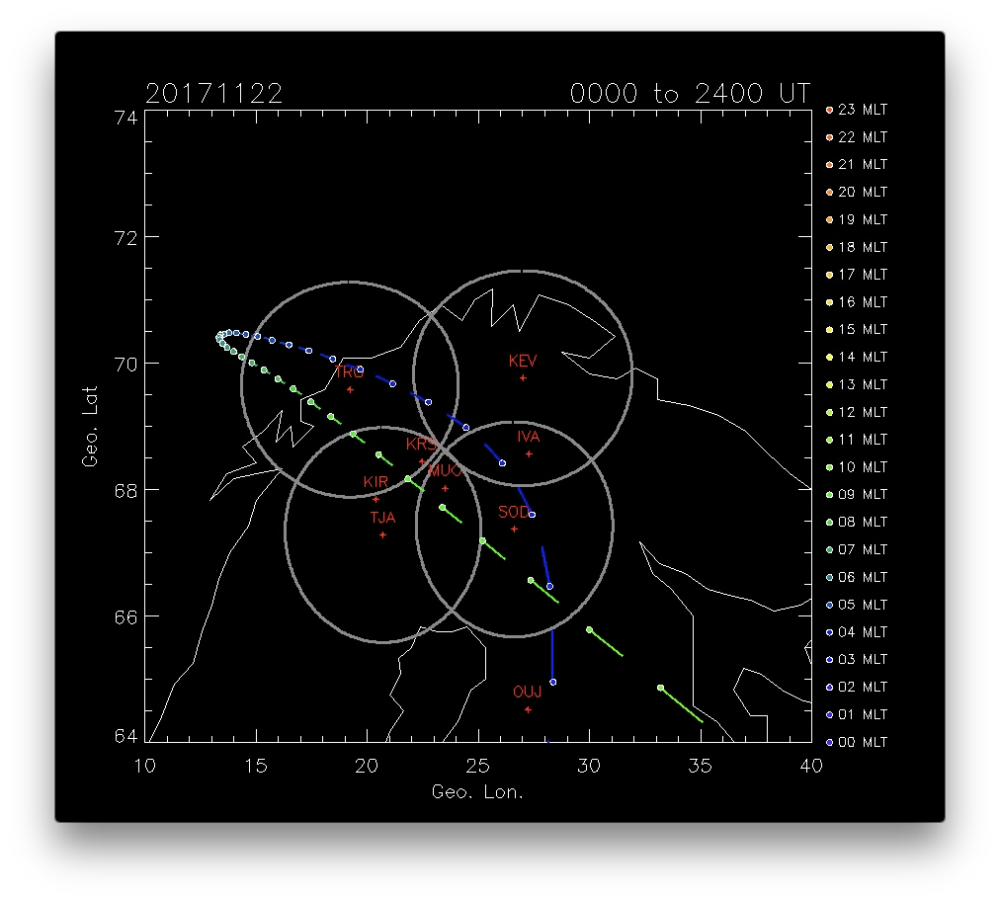 20171122 0000 to 2400 UT
74
72
70
68
66
64
Geo. Lat
10 15 20 25 30 35 40
Geo. Lon.
TRO
KEV
KRS
IVA
MUO
KIR
TJA
SOD
OUJ
23 MLT
22 MLT
21 MLT
20 MLT
19 MLT
18 MLT
17 MLT
16 MLT
15 MLT
14 MLT
13 MLT
12 MLT
11 MLT
10 MLT
09 MLT
08 MLT
07 MLT
06 MLT
05 MLT
04 MLT
03 MLT
02 MLT
01 MLT
00 MLT